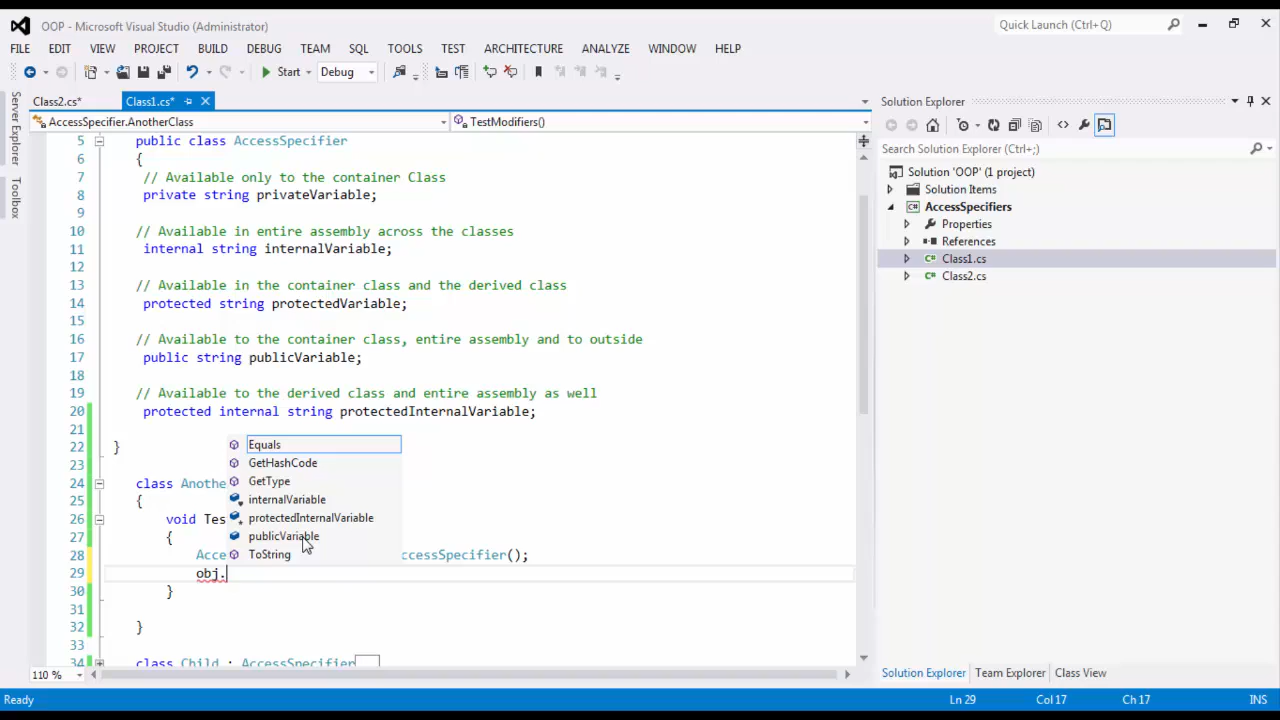 OOP - Microsoft Visual Studio (Administrator)
Quick Launch (Ctrl+Q)
FILE EDIT VIEW PROJECT BUILD DEBUG TEAM SQL TOOLS TEST ARCHITECTURE ANALYZE WINDOW HELP
Start Debug
Server Explorer
Toolbox
Class2.cs* Class1.cs*
AccessSpecifier.AnotherClass TestModifiers()
5 public class AccessSpecifier
6 {
7 // Available only to the container Class
8 private string privateVariable;
9
10 // Available in entire assembly across the classes
11 internal string internalVariable;
12
13 // Available in the container class and the derived class
14 protected string protectedVariable;
15
16 // Available to the container class, entire assembly and to outside
17 public string publicVariable;
18
19 // Available to the derived class and entire assembly as well
20 protected internal string protectedInternalVariable;
21
22 }
23
24 class Anothe
25 {
26 void Tes
27 {
28 Acce ccessSpecifier();
29 obj.
30 }
31
32 }
33
34 class Child : AccessSpecifier
Equals
GetHashCode
GetType
internalVariable
protectedInternalVariable
publicVariable
ToString
110 %
Solution Explorer
Search Solution Explorer (Ctrl+;)
Solution 'OOP' (1 project)
Solution Items
C# AccessSpecifiers
Properties
References
C# Class1.cs
C# Class2.cs
Solution Explorer Team Explorer Class View
Ready Ln 29 Col 17 Ch 17 INS